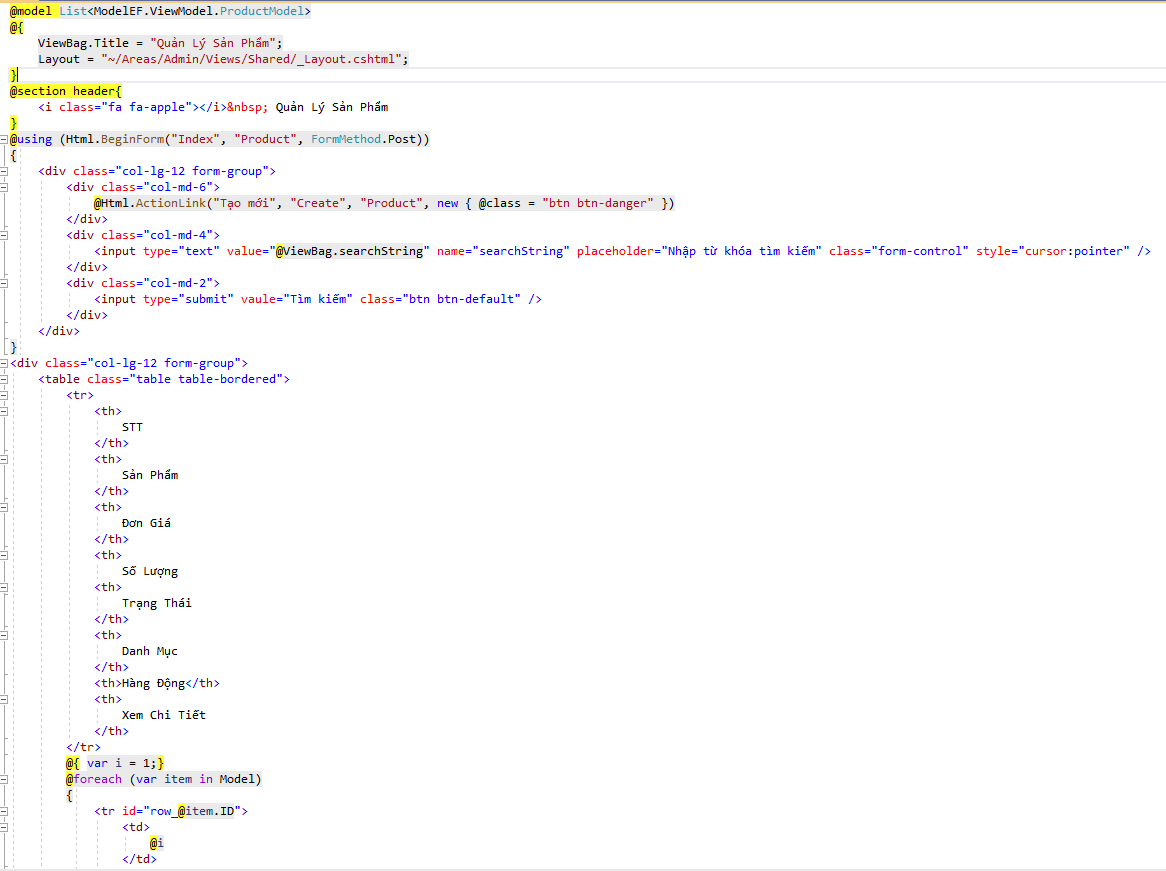 @model List<ModelEF.ViewModel.ProductModel>
@{
    ViewBag.Title = "Quản Lý Sản Phẩm";
    Layout = "~/Areas/Admin/Views/Shared/_Layout.cshtml";
}
@section header{
    <i class="fa fa-apple"></i>&nbsp; Quản Lý Sản Phẩm
}
@using (Html.BeginForm("Index", "Product", FormMethod.Post))
{
    <div class="col-lg-12 form-group">
        <div class="col-md-6">
            @Html.ActionLink("Tạo mới", "Create", "Product", new { @class = "btn btn-danger" })
        </div>
        <div class="col-md-4">
            <input type="text" value="@ViewBag.searchString" name="searchString" placeholder="Nhập từ khóa tìm kiếm" class="form-control" style="cursor:pointer" />
        </div>
        <div class="col-md-2">
            <input type="submit" vaule="Tìm kiếm" class="btn btn-default" />
        </div>
    </div>
}
<div class="col-lg-12 form-group">
    <table class="table table-bordered">
        <tr>
            <th>
                STT
            </th>
            <th>
                Sản Phẩm
            </th>
            <th>
                Đơn Giá
            </th>
            <th>
                Số Lượng
            <th>
                Trạng Thái
            </th>
            <th>
                Danh Mục
            </th>
            <th>Hàng Động</th>
            <th>
                Xem Chi Tiết
            </th>
        </tr>
        @{ var i = 1;}
        @foreach (var item in Model)
        {
            <tr id="row_@item.ID">
                <td>
                    @i
                </td>